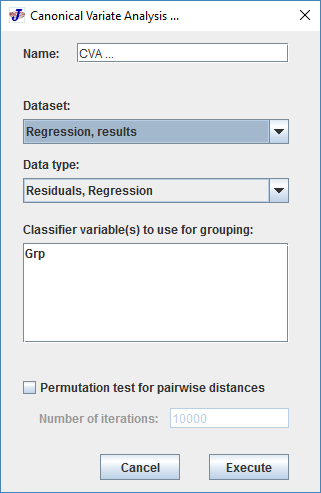 Canonical Variate Analysis ...
Name: CVA ...
Dataset:
Regression, results
Data type:
Residuals, Regression
Classifier variable(s) to use for grouping:
Grp
Permutation test for pairwise distances
Number of iterations: 10000
Cancel Execute